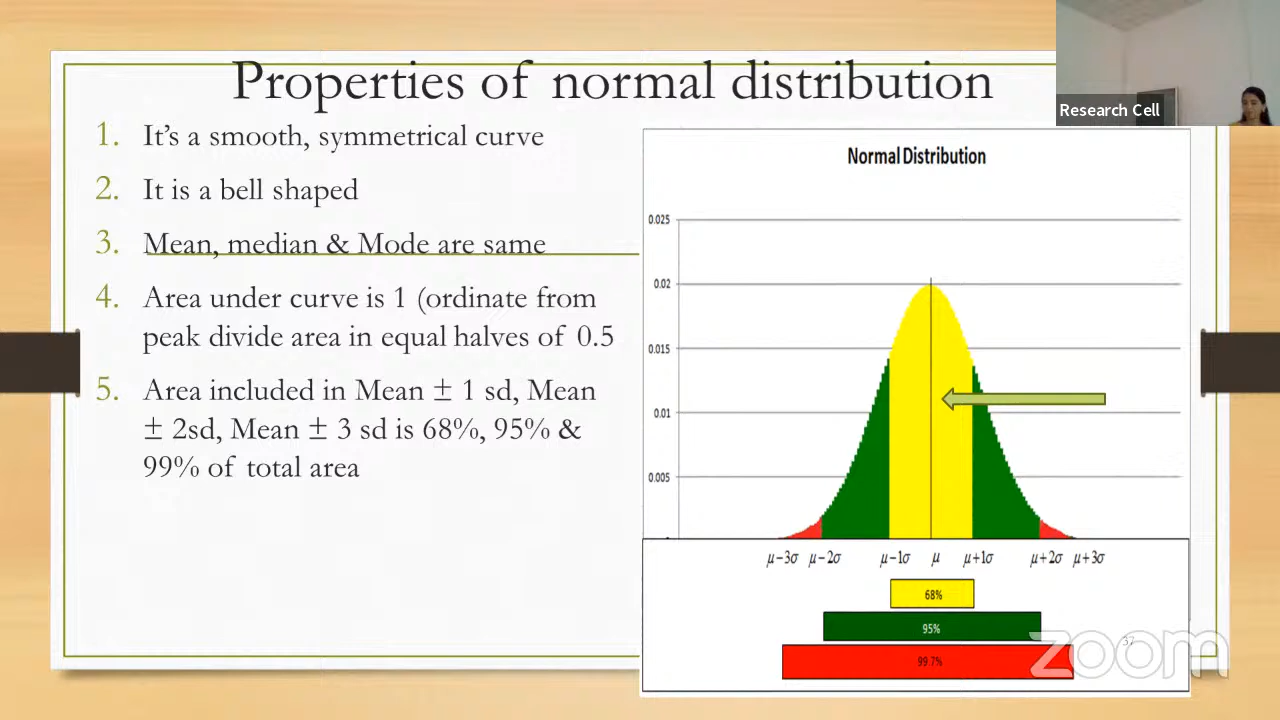 Properties of normal distribution
Research Cell
1. It's a smooth, symmetrical curve
2. It is a bell shaped
3. Mean, median & Mode are same
4. Area under curve is 1 (ordinate from
peak divide area in equal halves of 0.5
5. Area included in Mean ± 1 sd, Mean
± 2sd, Mean ± 3 sd is 68%, 95% &
99% of total area
Normal Distribution
0.025
0.02
0.015
0.01
0.005
μ−3σ μ−2σ μ−1σ μ μ+1σ μ+2σ μ+3σ
68%
95%
99.7%
37
zoom